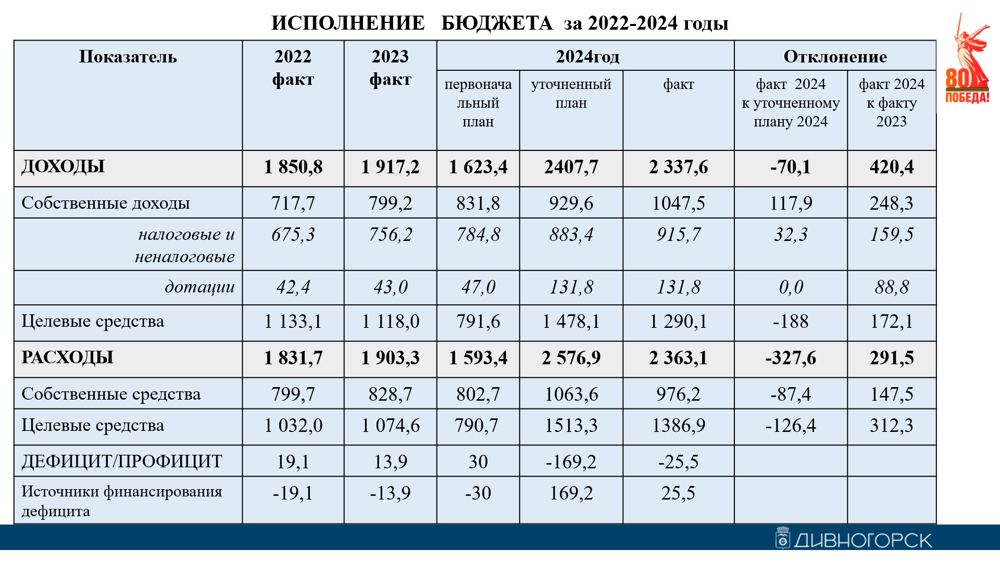 ИСПОЛНЕНИЕ БЮДЖЕТА за 2022-2024 годы
80
ПОБЕДА!
Показатель 2022 2023 2024год Отклонение
факт факт
первонача уточненный факт факт 2024 факт 2024
льный план к уточненному к факту
план плану 2024 2023
ДОХОДЫ 1 850,8 1 917,2 1 623,4 2407,7 2 337,6 -70,1 420,4
Собственные доходы 717,7 799,2 831,8 929,6 1047,5 117,9 248,3
налоговые и 675,3 756,2 784,8 883,4 915,7 32,3 159,5
неналоговые
дотации 42,4 43,0 47,0 131,8 131,8 0,0 88,8
Целевые средства 1 133,1 1 118,0 791,6 1 478,1 1 290,1 -188 172,1
РАСХОДЫ 1 831,7 1 903,3 1 593,4 2 576,9 2 363,1 -327,6 291,5
Собственные средства 799,7 828,7 802,7 1063,6 976,2 -87,4 147,5
Целевые средства 1 032,0 1 074,6 790,7 1513,3 1386,9 -126,4 312,3
ДЕФИЦИТ/ПРОФИЦИТ 19,1 13,9 30 -169,2 -25,5
Источники финансирования -19,1 -13,9 -30 169,2 25,5
дефицита
ДИВНОГОРСК